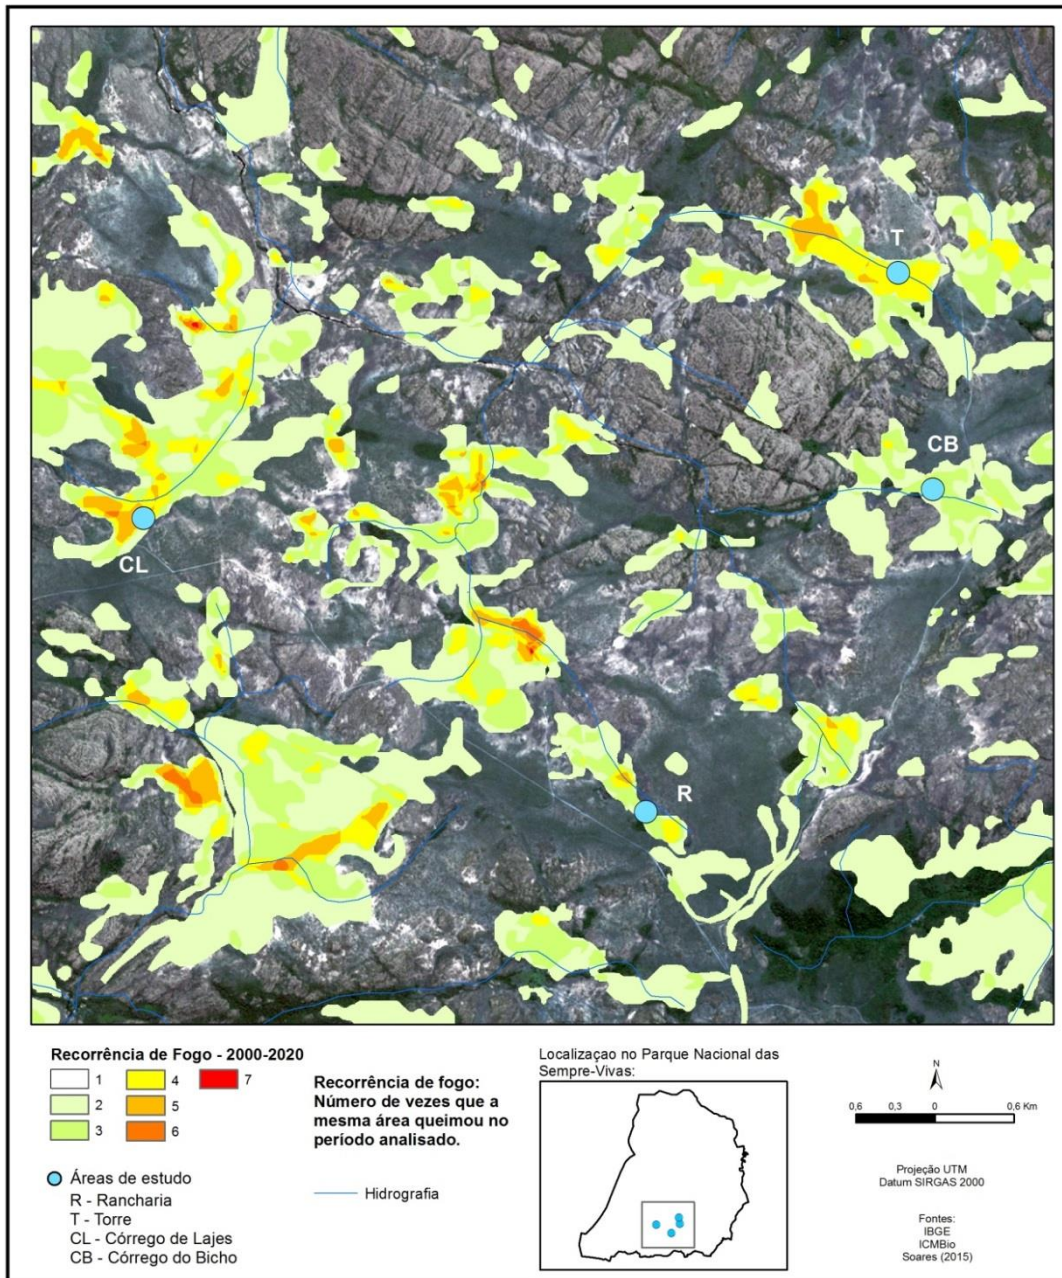 T
CB
CL
R
Recorrência de Fogo - 2000-2020
1
2
3
4
5
6
7
Recorrência de fogo:
Número de vezes que a
mesma área queimou no
período analisado.
Áreas de estudo
R - Rancharia
T - Torre
CL - Córrego de Lajes
CB - Córrego do Bicho
Hidrografia
Localizaçao no Parque Nacional das
Sempre-Vivas:
N
0,6 0,3 0 0,6 Km
Projeção UTM
Datum SIRGAS 2000
Fontes:
IBGE
ICMBio
Soares (2015)